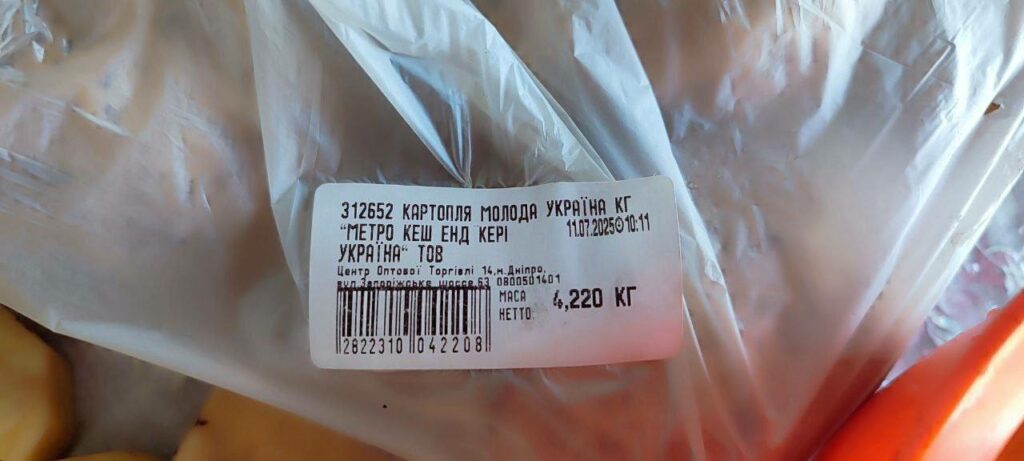 312652 КАРТОПЛЯ МОЛОДА УКРАЇНА КГ
"МЕТРО КЕШ ЕНД КЕРІ 11.07.2025 10:11
УКРАЇНА" ТОВ
Центр Оптової Торгівлі 14,м.Дніпро,
вул.Запоріжське шосе,63 0800501401
МАСА 4,220 КГ
НЕТТО:
2822310 042208